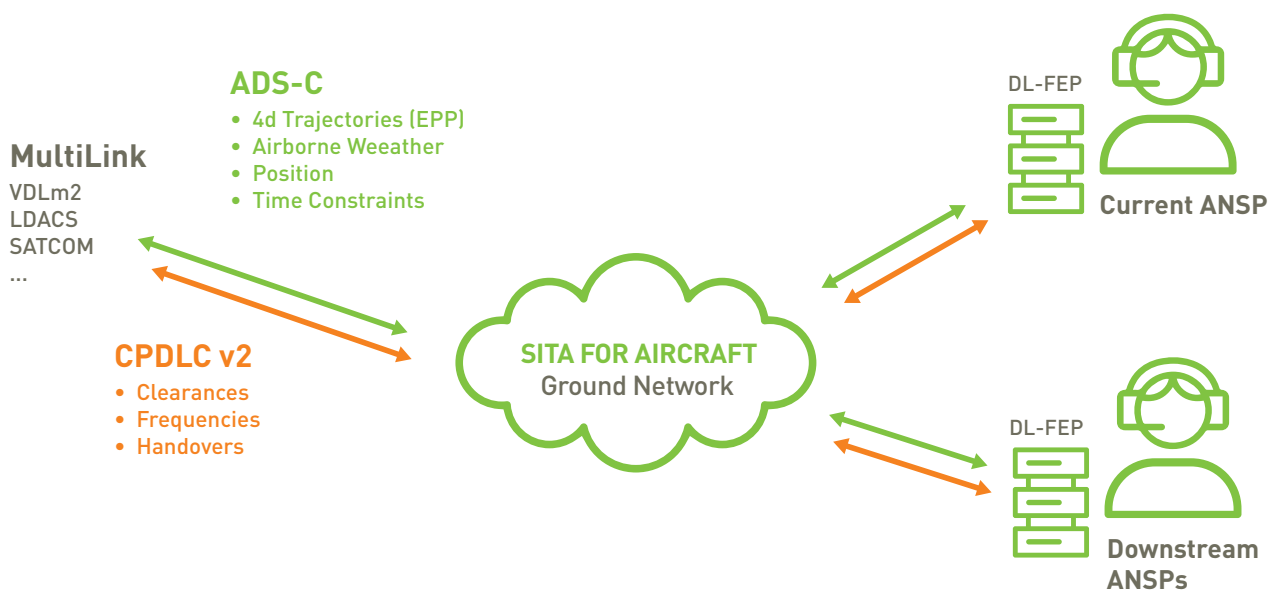 ADS-C
• 4d Trajectories (EPP)
• Airborne Weeather
• Position
• Time Constraints
MultiLink
VDLm2
LDACS
SATCOM
...
CPDLC v2
• Clearances
• Frequencies
• Handovers
SITA FOR AIRCRAFT
Ground Network
DL-FEP
Current ANSP
DL-FEP
Downstream
ANSPs